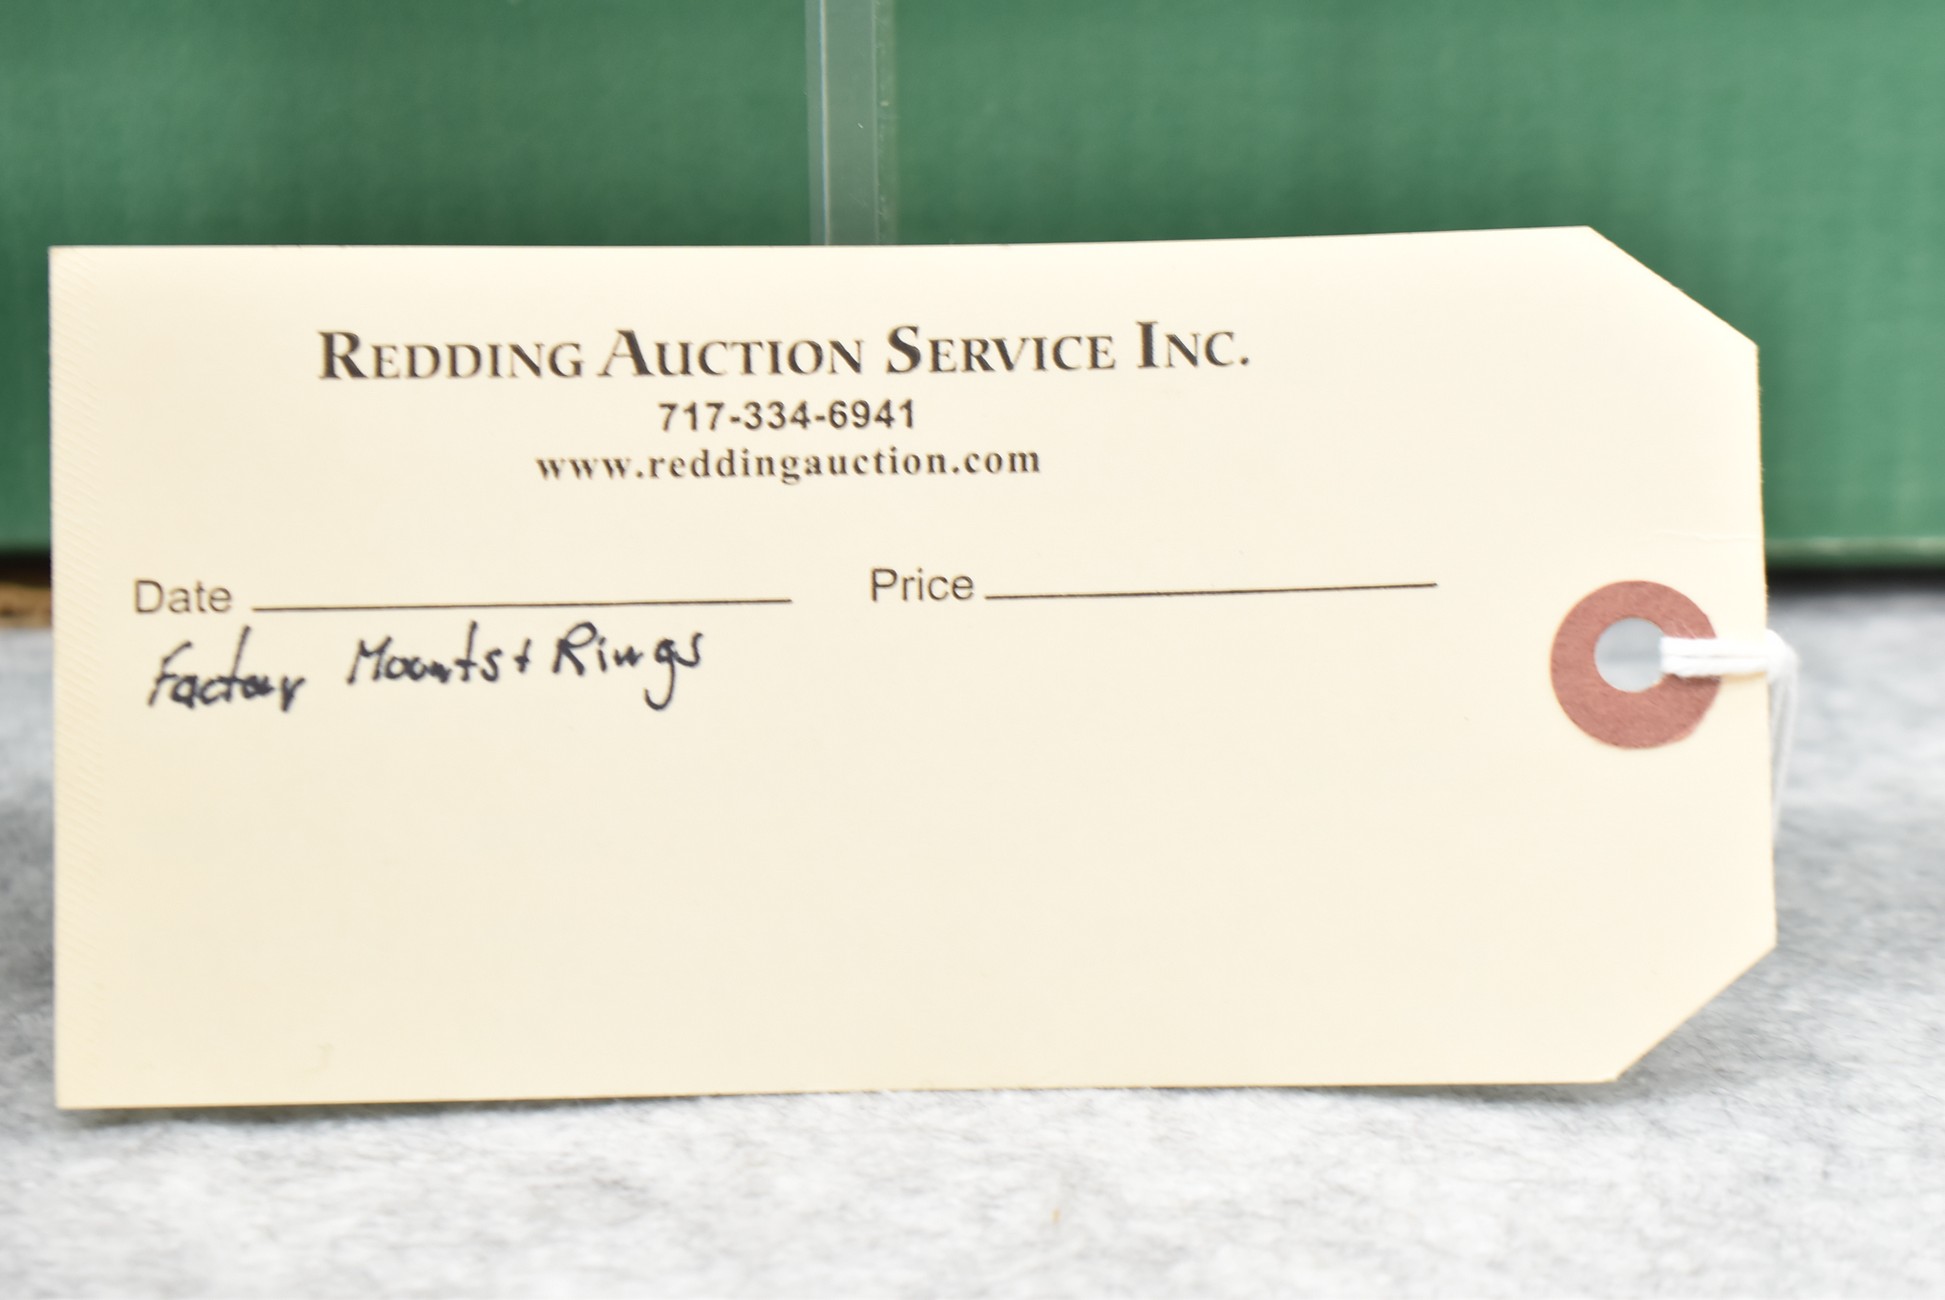 REDDING AUCTION SERVICE INC.
717-334-6941
www.reddingauction.com
Date Price
Factory Mounts + Rings